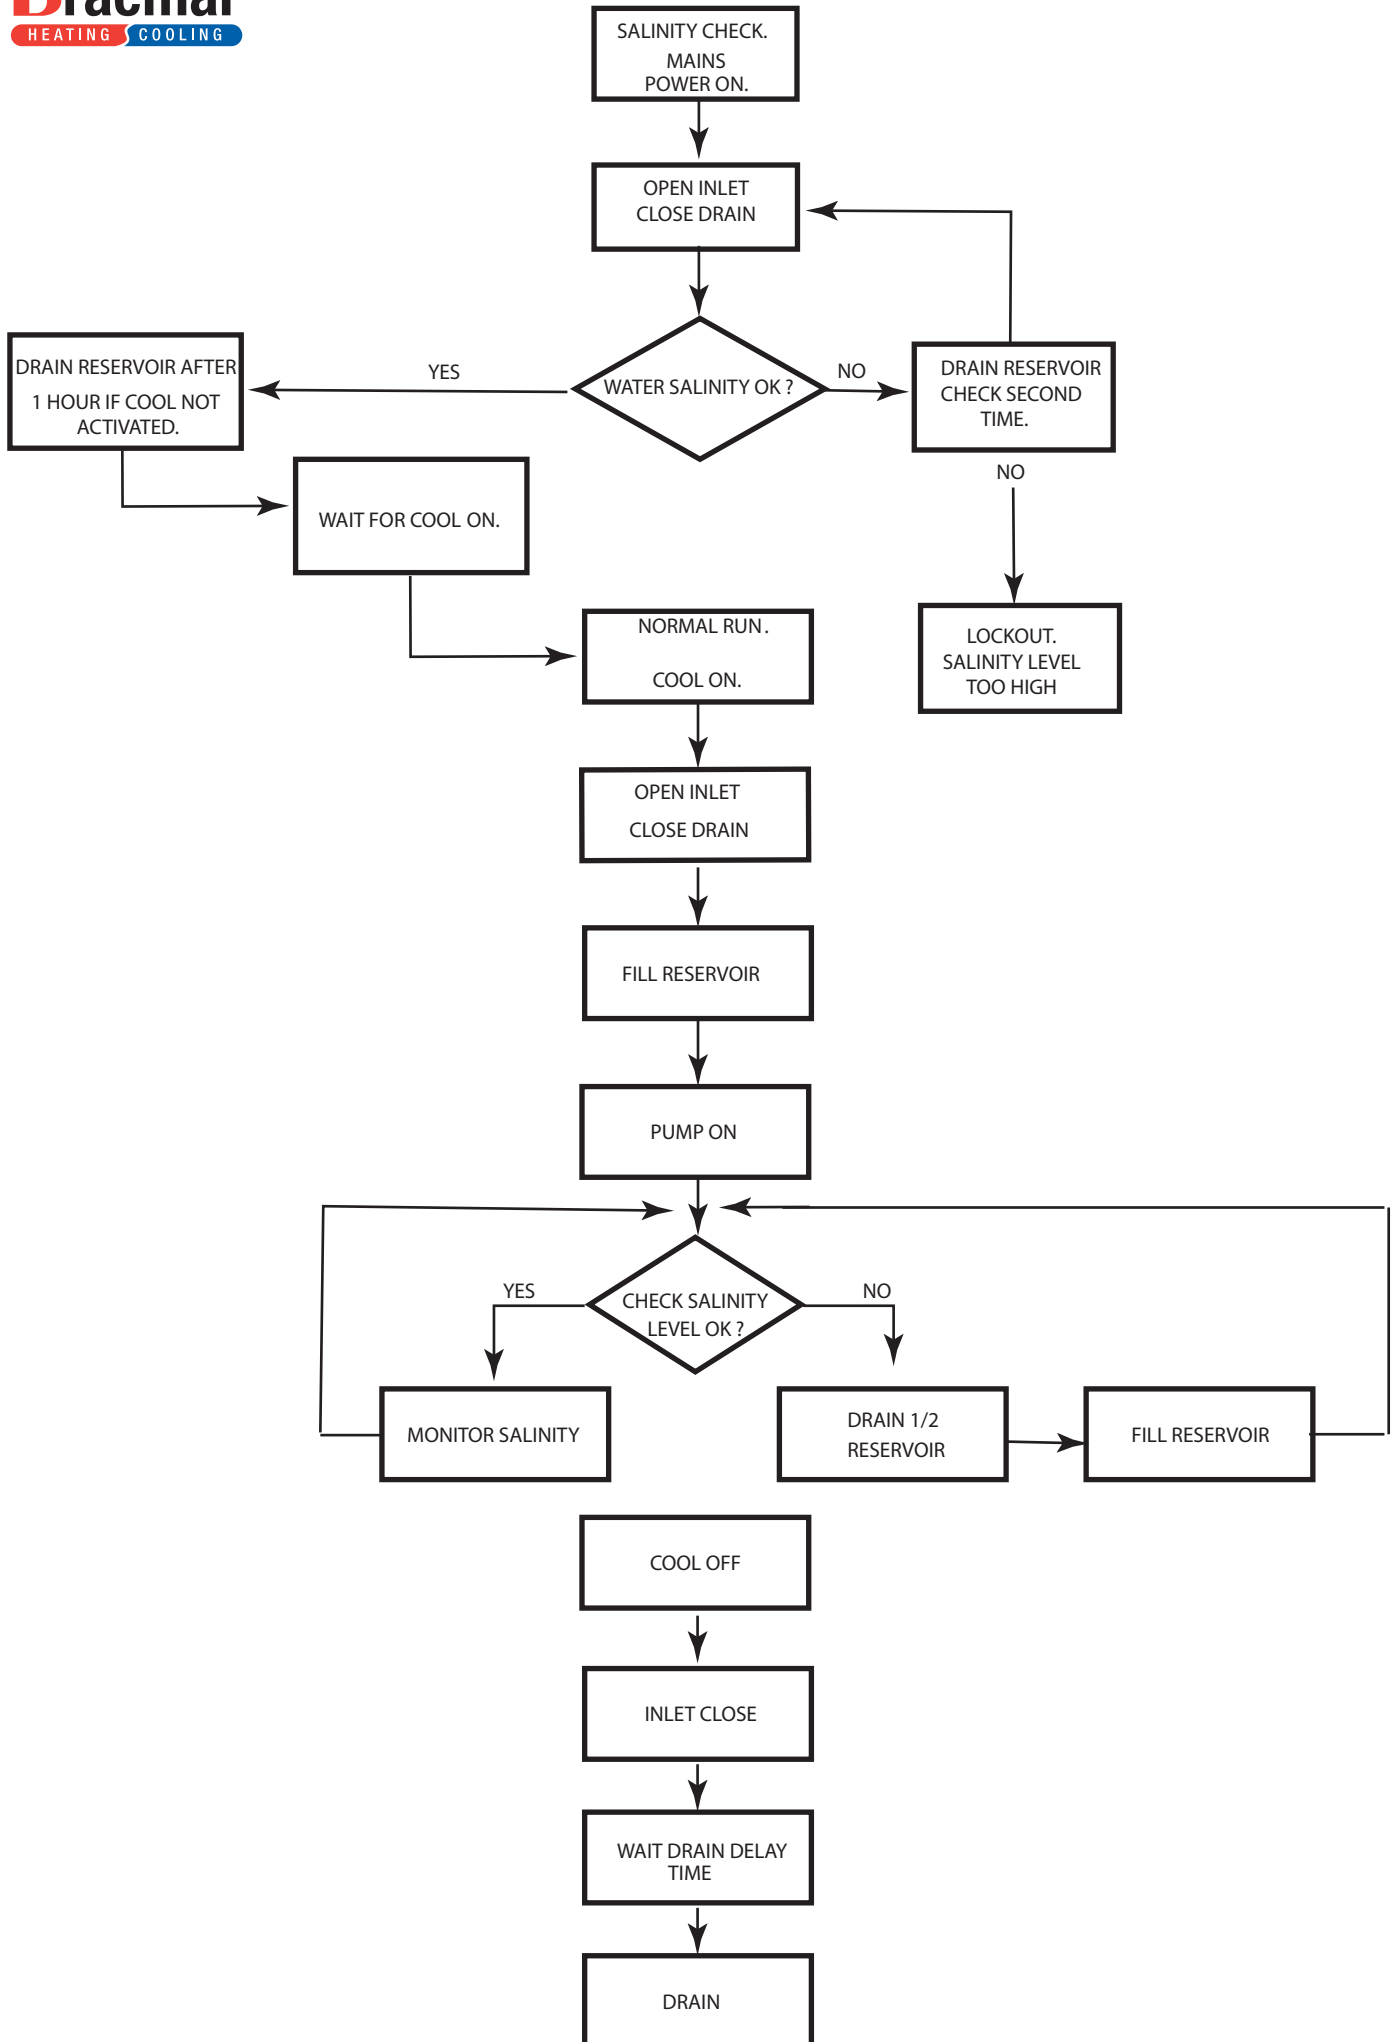 HEATING COOLING
SALINITY CHECK.
MAINS
POWER ON.
OPEN INLET
CLOSE DRAIN
WATER SALINITY OK ?
YES
NO
DRAIN RESERVOIR AFTER
1 HOUR IF COOL NOT
ACTIVATED.
DRAIN RESERVOIR
CHECK SECOND
TIME.
NO
WAIT FOR COOL ON.
LOCKOUT.
SALINITY LEVEL
TOO HIGH
NORMAL RUN .
COOL ON.
OPEN INLET
CLOSE DRAIN
FILL RESERVOIR
PUMP ON
CHECK SALINITY
LEVEL OK ?
YES
NO
MONITOR SALINITY
DRAIN 1/2
RESERVOIR
FILL RESERVOIR
COOL OFF
INLET CLOSE
WAIT DRAIN DELAY
TIME
DRAIN